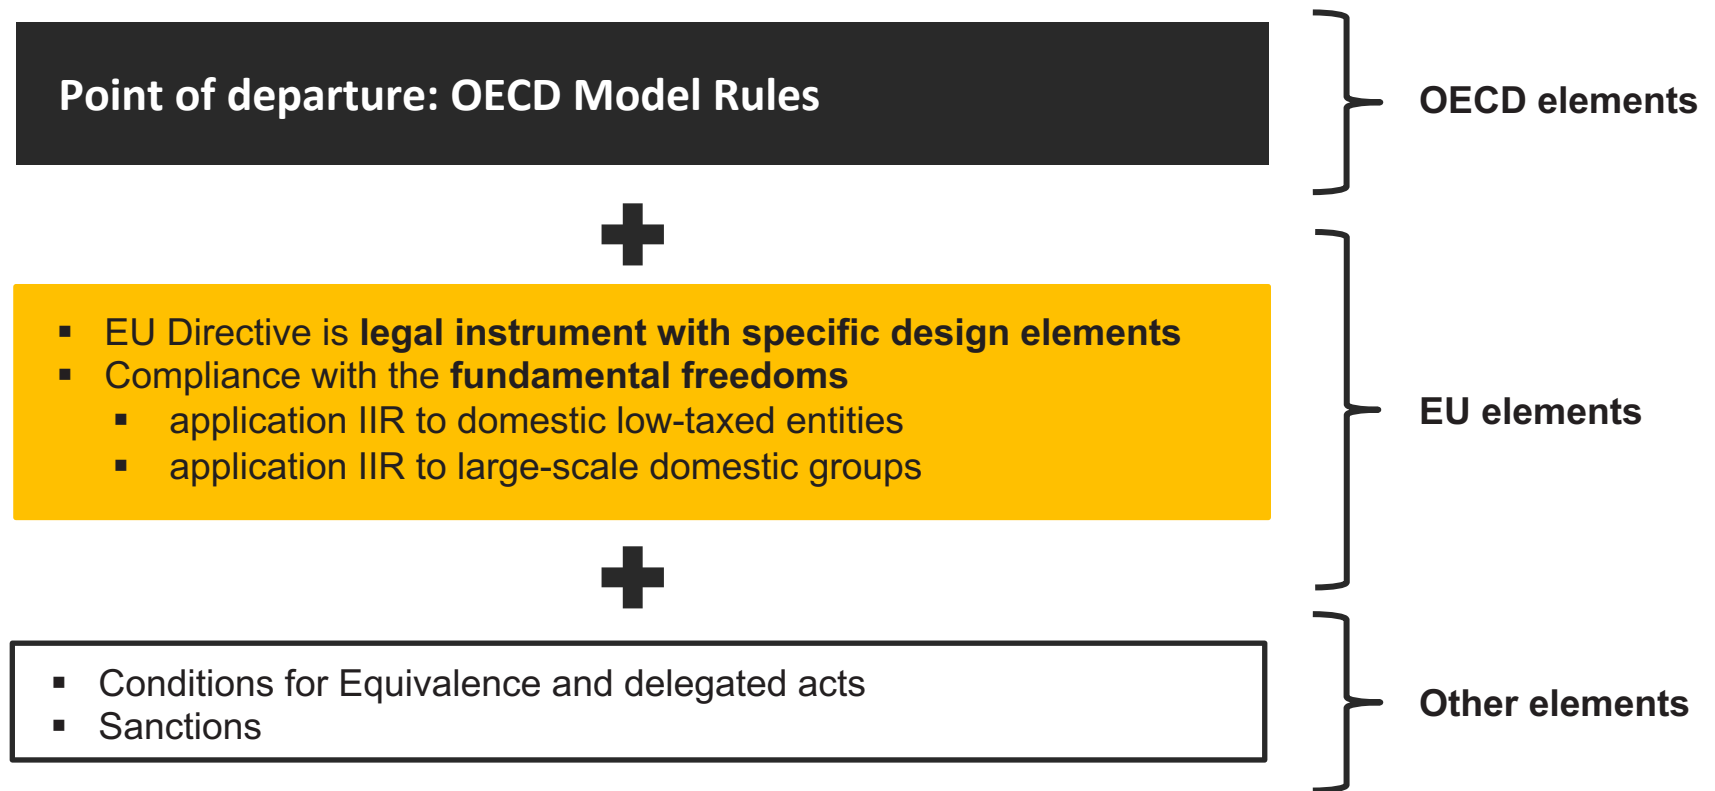 Point of departure: OECD Model Rules
OECD elements
▪ EU Directive is legal instrument with specific design elements
▪ Compliance with the fundamental freedoms
▪ application IIR to domestic low-taxed entities
▪ application IIR to large-scale domestic groups
EU elements
▪ Conditions for Equivalence and delegated acts
▪ Sanctions
Other elements